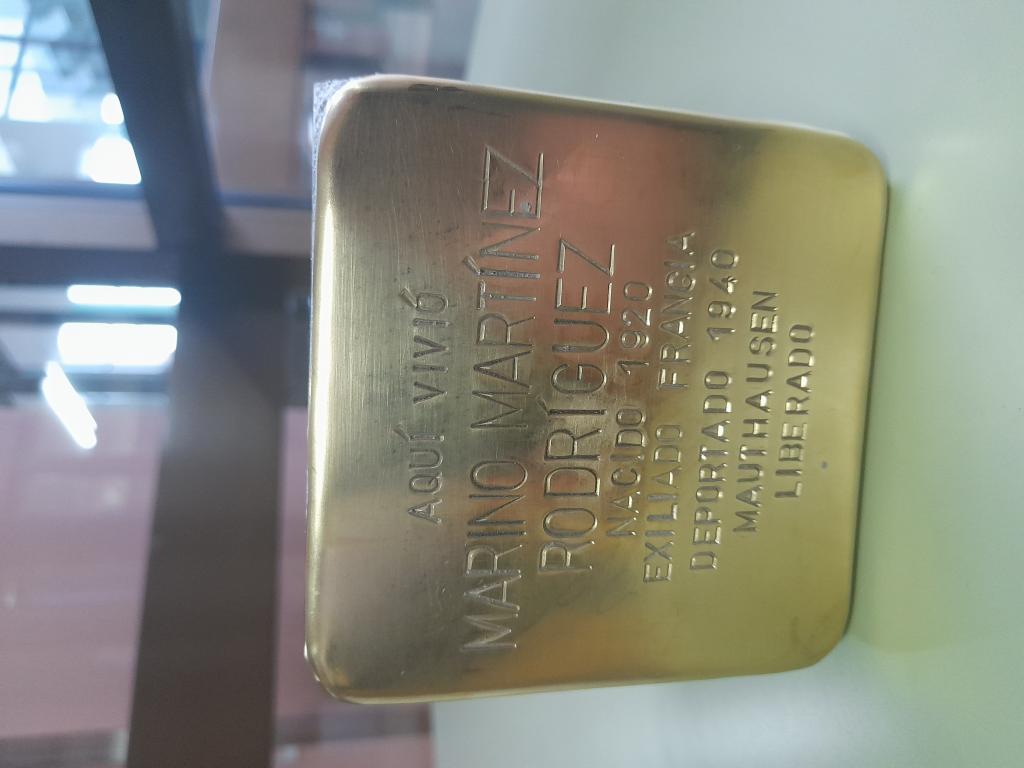 AQUÍ VIVIÓ
MARINO MARTÍNEZ
RODRÍGUEZ
NACIDO 1920
EXILIADO FRANCIA
DEPORTADO 1940
MAUTHAUSEN
LIBERADO